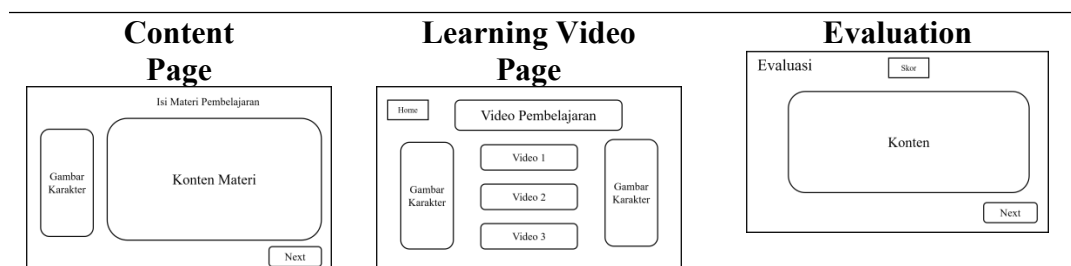 Content
Page
Isi Materi Pembelajaran
Gambar
Karakter
Konten Materi
Next
Learning Video
Page
Home
Video Pembelajaran
Gambar
Karakter
Video 1
Video 2
Video 3
Gambar
Karakter
Evaluation
Evaluasi
Skor
Konten
Next